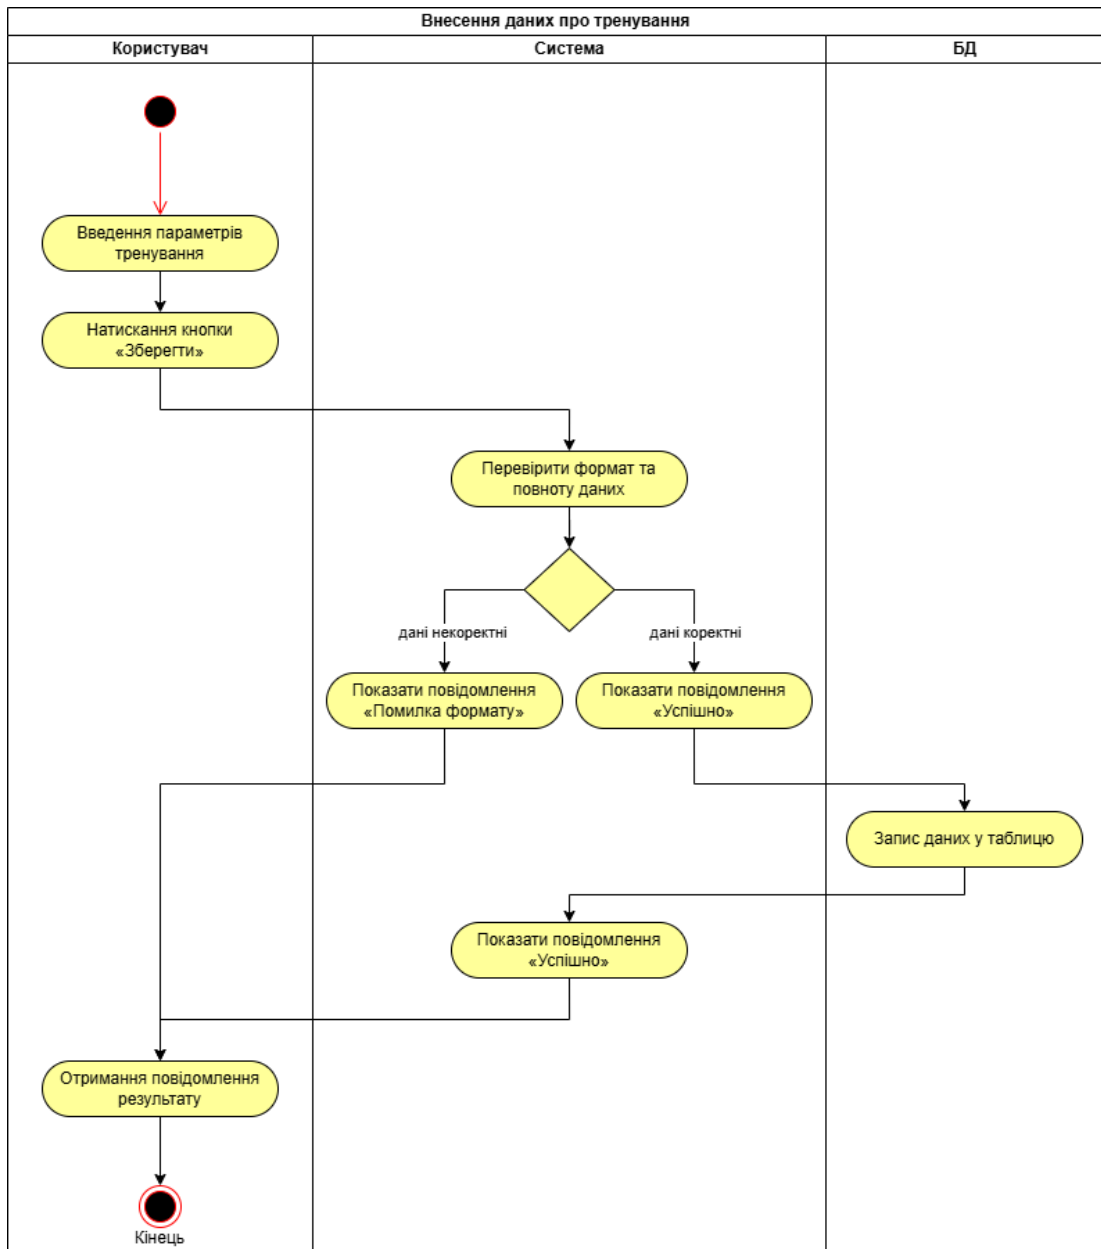 Внесення даних про тренування
Користувач
Система
БД
Введення параметрів
тренування
Натискання кнопки
«Зберегти»
Перевірити формат та
повноту даних
дані некоректні
дані коректні
Показати повідомлення
«Помилка формату»
Показати повідомлення
«Успішно»
Запис даних у таблицю
Показати повідомлення
«Успішно»
Отримання повідомлення
результату
Кінець